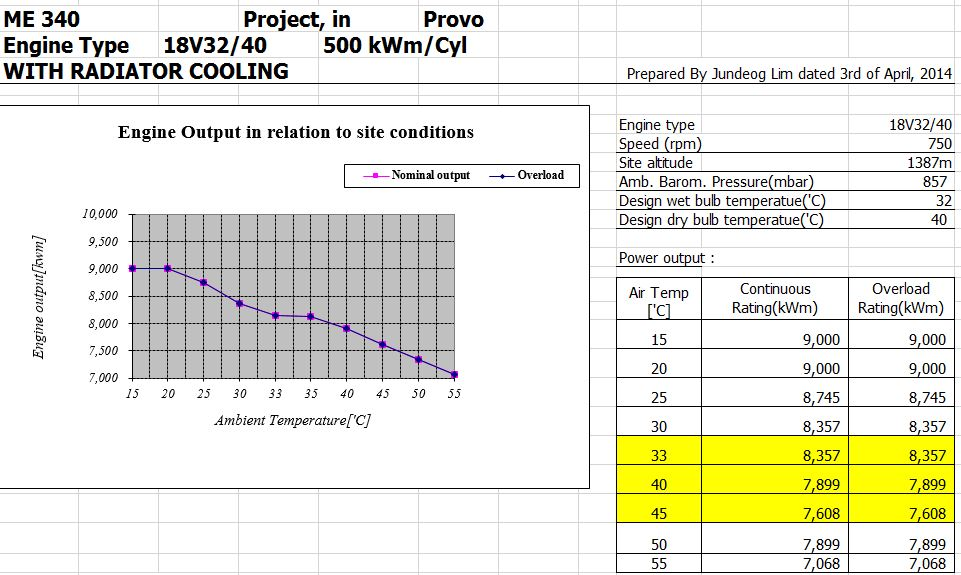 ME 340 Project, in Provo
Engine Type 18V32/40 500 kWm/Cyl
WITH RADIATOR COOLING
Prepared By Jundeog Lim dated 3rd of April, 2014
Engine Output in relation to site conditions
Nominal output Overload
Engine output[kwm]
10,000
9,500
9,000
8,500
8,000
7,500
7,000
15 20 25 30 33 35 40 45 50 55
Ambient Temperature['C]
Engine type 18V32/40
Speed (rpm) 750
Site altitude 1387m
Amb. Barom. Pressure(mbar) 857
Design wet bulb temperatue('C) 32
Design dry bulb temperatue('C) 40
Power output :
Air Temp ['C] Continuous Rating(kWm) Overload Rating(kWm)
15 9,000 9,000
20 9,000 9,000
25 8,745 8,745
30 8,357 8,357
33 8,357 8,357
40 7,899 7,899
45 7,608 7,608
50 7,899 7,899
55 7,068 7,068